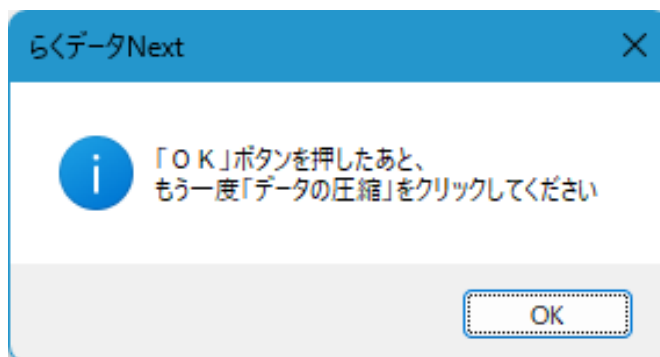 らくデータNext
「ＯＫ」ボタンを押したあと、
もう一度「データの圧縮」をクリックしてください
OK